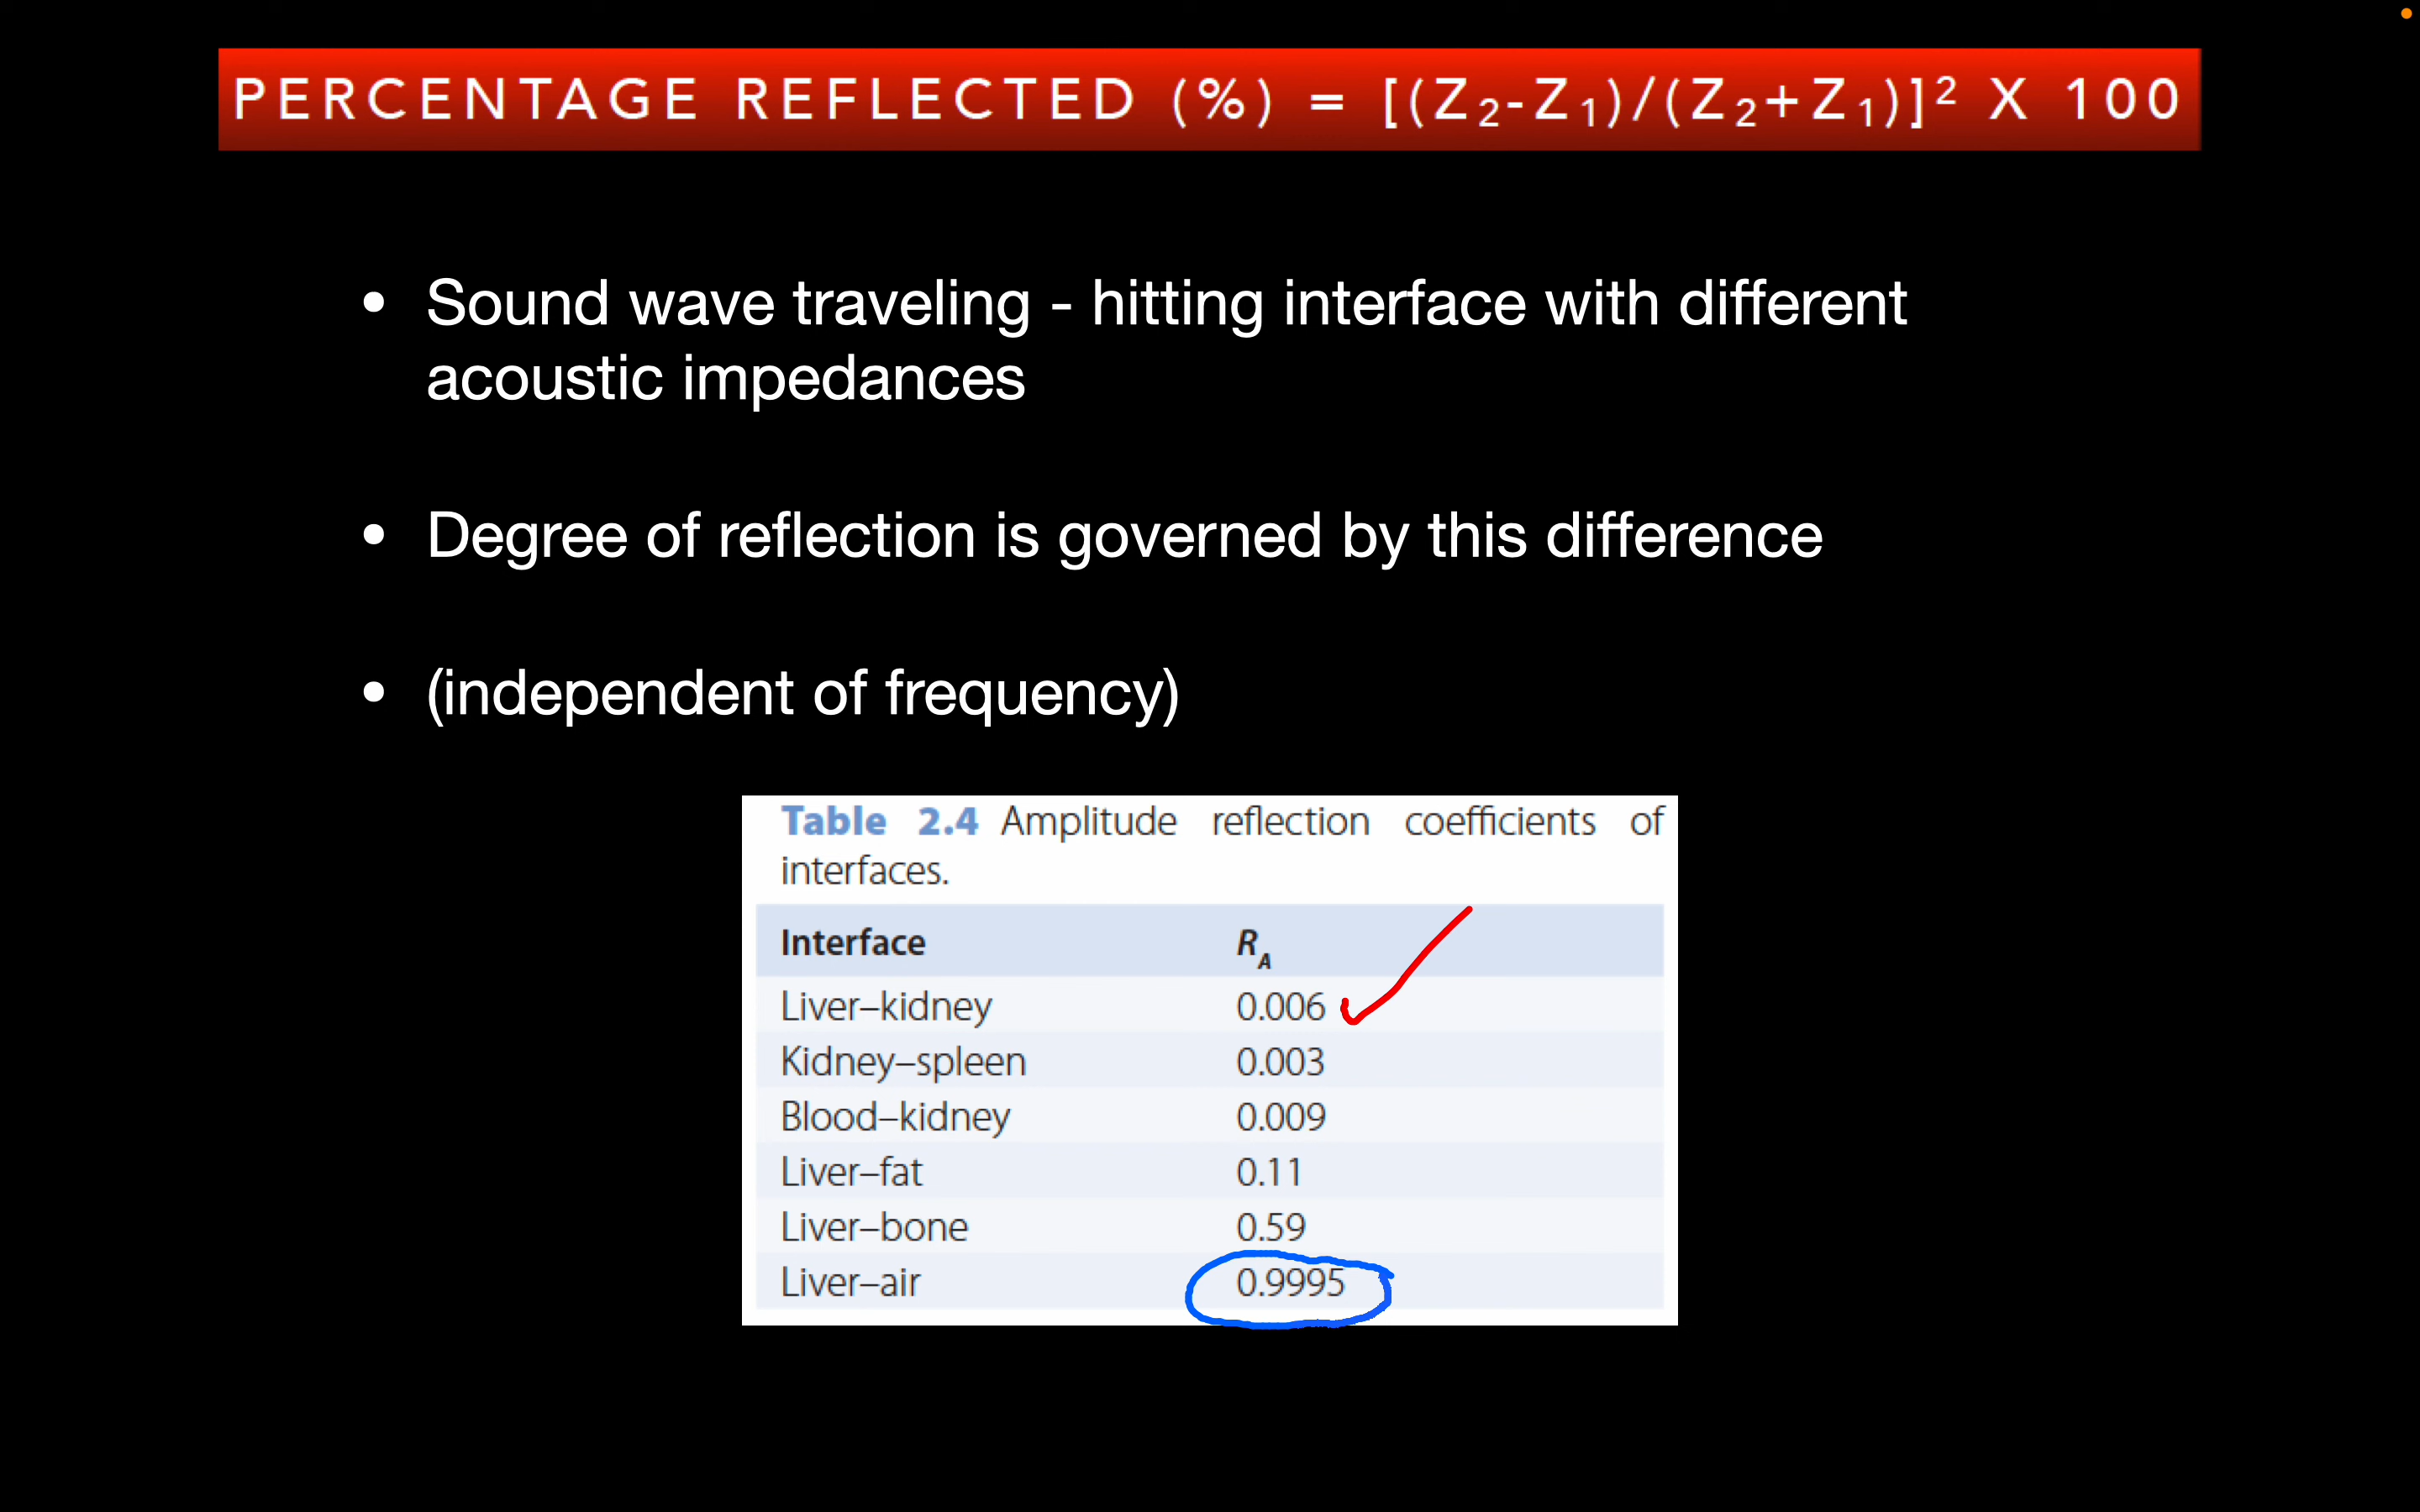 PERCENTAGE REFLECTED (%) = [(Z₂-Z₁)/(Z₂+Z₁)]² X 100
• Sound wave traveling - hitting interface with different
acoustic impedances
• Degree of reflection is governed by this difference
• (independent of frequency)
Table 2.4 Amplitude reflection coefficients of
interfaces.
Interface R_A
Liver–kidney 0.006
Kidney–spleen 0.003
Blood–kidney 0.009
Liver–fat 0.11
Liver–bone 0.59
Liver–air 0.9995